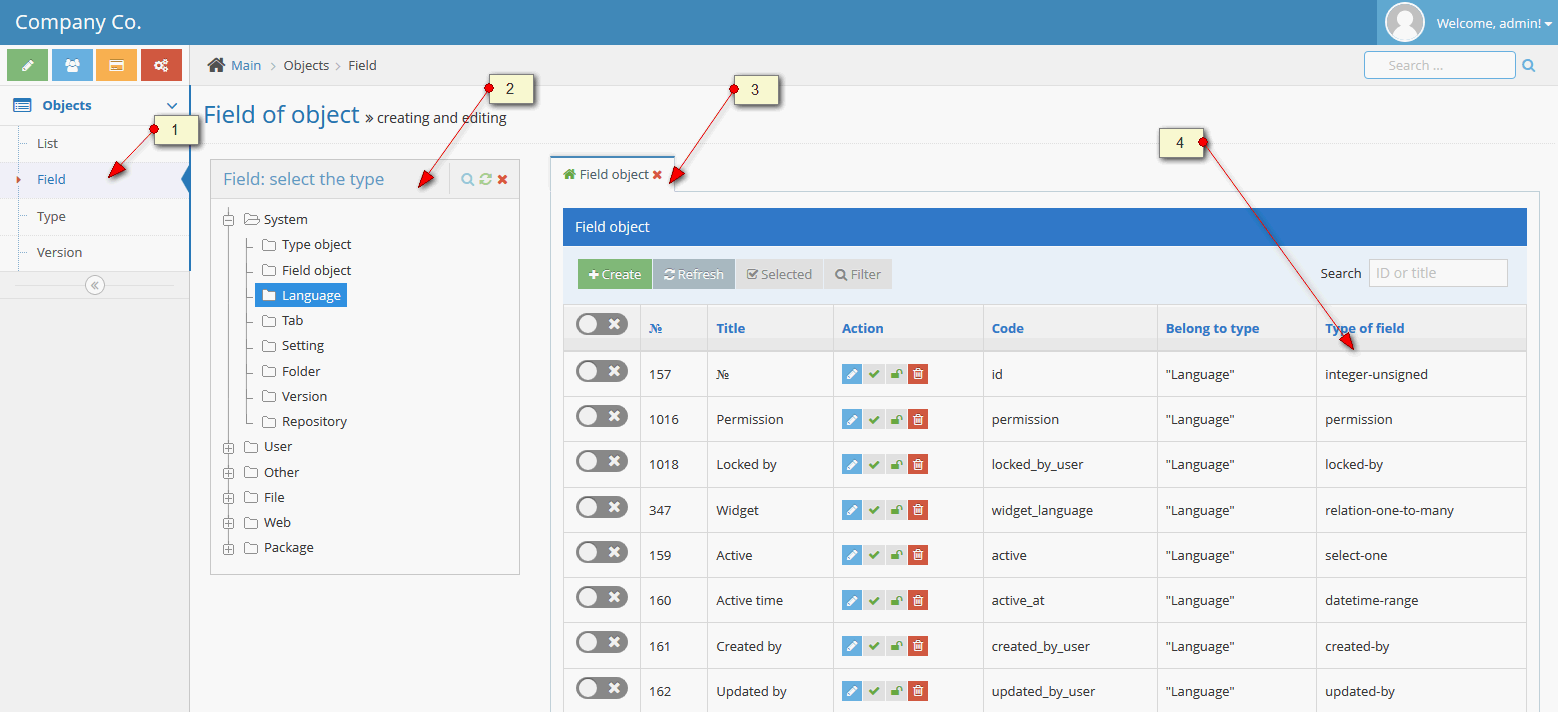 Company Co.
Welcome, admin!
Main > Objects > Field
Search ...
Objects
List
Field
Type
Version
1
2
3
4
Field of object » creating and editing
Field: select the type
System
Type object
Field object
Language
Tab
Setting
Folder
Version
Repository
User
Other
File
Web
Package
Field object
Field object
Create Refresh Selected Filter
Search ID or title
№ Title Action Code Belong to type Type of field
157 № id "Language" integer-unsigned
1016 Permission permission "Language" permission
1018 Locked by locked_by_user "Language" locked-by
347 Widget widget_language "Language" relation-one-to-many
159 Active active "Language" select-one
160 Active time active_at "Language" datetime-range
161 Created by created_by_user "Language" created-by
162 Updated by updated_by_user "Language" updated-by